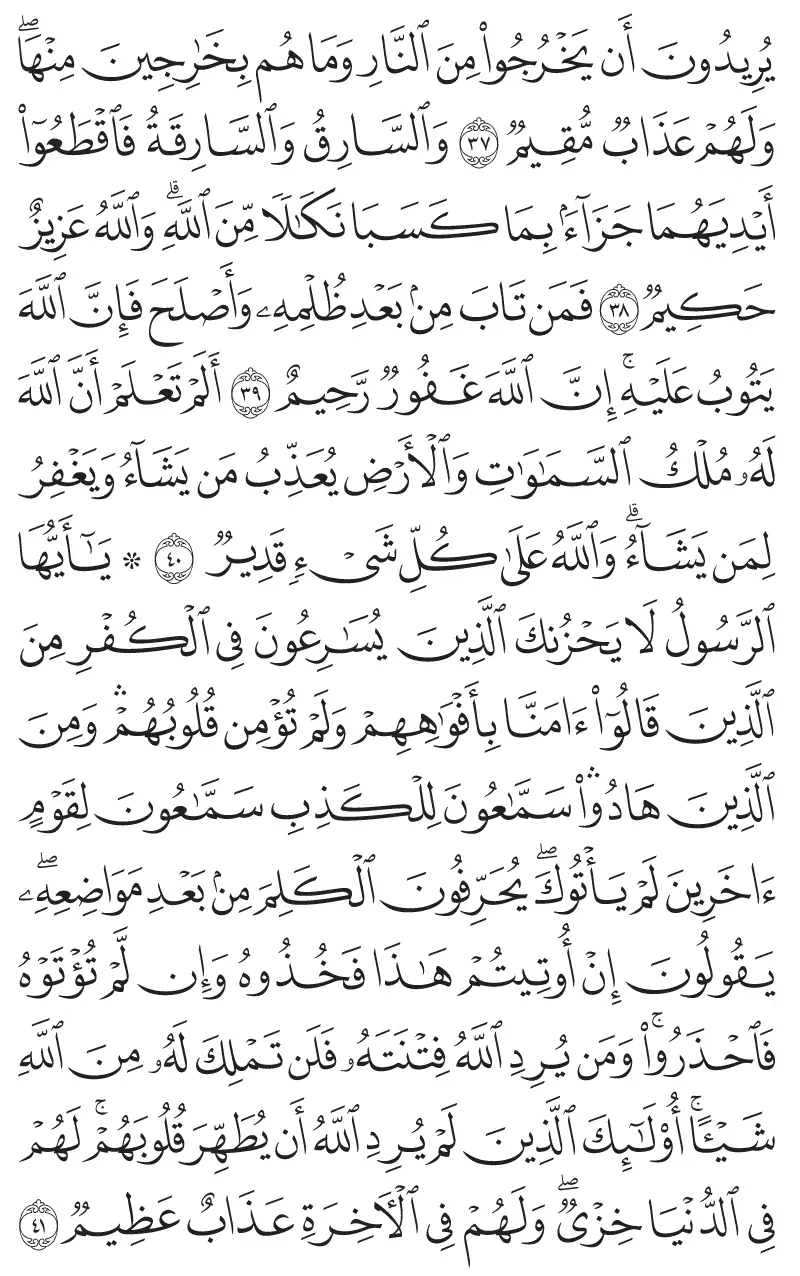 يُرِيدُونَ أَن يَخْرُجُوا۟ مِنَ ٱلنَّارِ وَمَا هُم بِخَٰرِجِينَ مِنْهَا ۖ
وَلَهُمْ عَذَابٌ مُّقِيمٌ ٣٧ وَٱلسَّارِقُ وَٱلسَّارِقَةُ فَٱقْطَعُوٓا۟
أَيْدِيَهُمَا جَزَآءًۢ بِمَا كَسَبَا نَكَٰلًا مِّنَ ٱللَّهِ ۗ وَٱللَّهُ عَزِيزٌ
حَكِيمٌ ٣٨ فَمَن تَابَ مِنۢ بَعْدِ ظُلْمِهِۦ وَأَصْلَحَ فَإِنَّ ٱللَّهَ
يَتُوبُ عَلَيْهِ ۚ إِنَّ ٱللَّهَ غَفُورٌ رَّحِيمٌ ٣٩ أَلَمْ تَعْلَمْ أَنَّ ٱللَّهَ
لَهُۥ مُلْكُ ٱلسَّمَٰوَٰتِ وَٱلْأَرْضِ يُعَذِّبُ مَن يَشَآءُ وَيَغْفِرُ
لِمَن يَشَآءُ ۗ وَٱللَّهُ عَلَىٰ كُلِّ شَىْءٍ قَدِيرٌ ٤٠ * يَٰٓأَيُّهَا
ٱلرَّسُولُ لَا يَحْزُنكَ ٱلَّذِينَ يُسَٰرِعُونَ فِى ٱلْكُفْرِ مِنَ
ٱلَّذِينَ قَالُوٓا۟ ءَامَنَّا بِأَفْوَٰهِهِمْ وَلَمْ تُؤْمِن قُلُوبُهُمْ ۛ وَمِنَ
ٱلَّذِينَ هَادُوا۟ ۛ سَمَّٰعُونَ لِلْكَذِبِ سَمَّٰعُونَ لِقَوْمٍ
ءَاخَرِينَ لَمْ يَأْتُوكَ ۖ يُحَرِّفُونَ ٱلْكَلِمَ مِنۢ بَعْدِ مَوَاضِعِهِۦ ۖ
يَقُولُونَ إِنْ أُوتِيتُمْ هَٰذَا فَخُذُوهُ وَإِن لَّمْ تُؤْتَوْهُ
فَٱحْذَرُوا۟ ۚ وَمَن يُرِدِ ٱللَّهُ فِتْنَتَهُۥ فَلَن تَمْلِكَ لَهُۥ مِنَ ٱللَّهِ
شَيْـًٔا ۚ أُو۟لَٰٓئِكَ ٱلَّذِينَ لَمْ يُرِدِ ٱللَّهُ أَن يُطَهِّرَ قُلُوبَهُمْ ۚ لَهُمْ
فِى ٱلدُّنْيَا خِزْىٌ ۖ وَلَهُمْ فِى ٱلْءَاخِرَةِ عَذَابٌ عَظِيمٌ ٤١